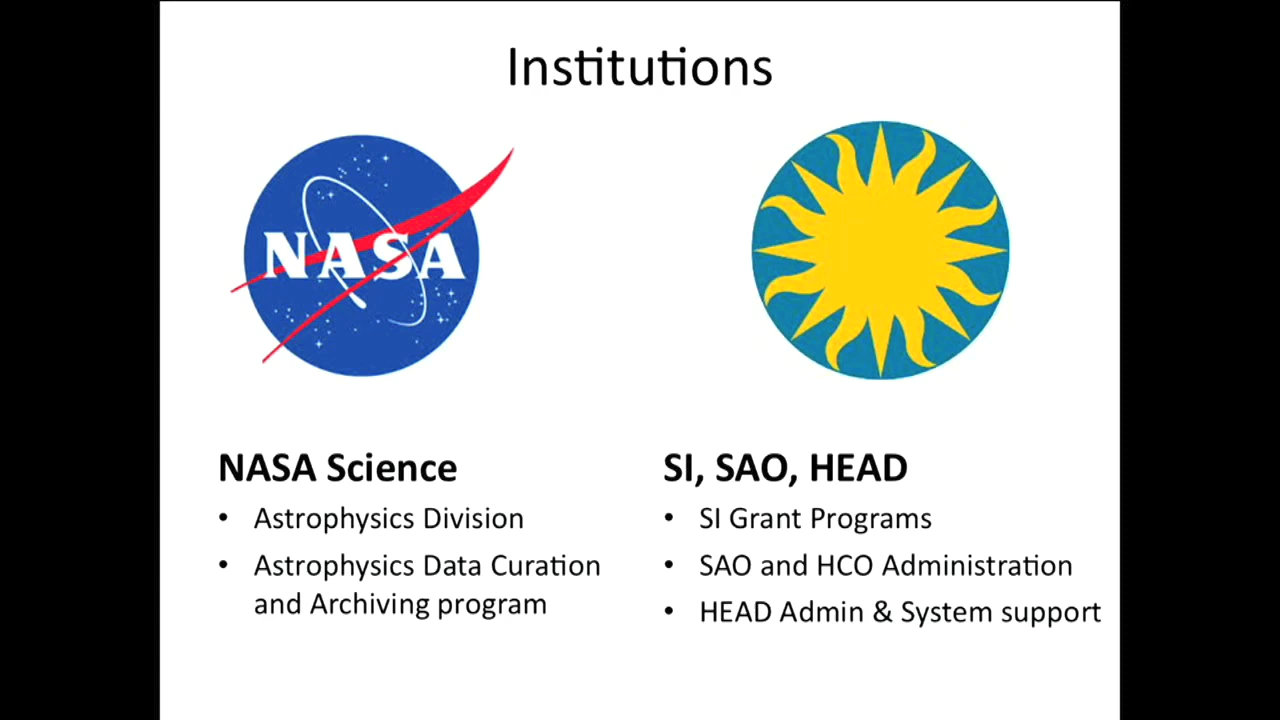 Institutions
NASA
NASA Science
• Astrophysics Division
• Astrophysics Data Curation
and Archiving program
SI, SAO, HEAD
• SI Grant Programs
• SAO and HCO Administration
• HEAD Admin & System support